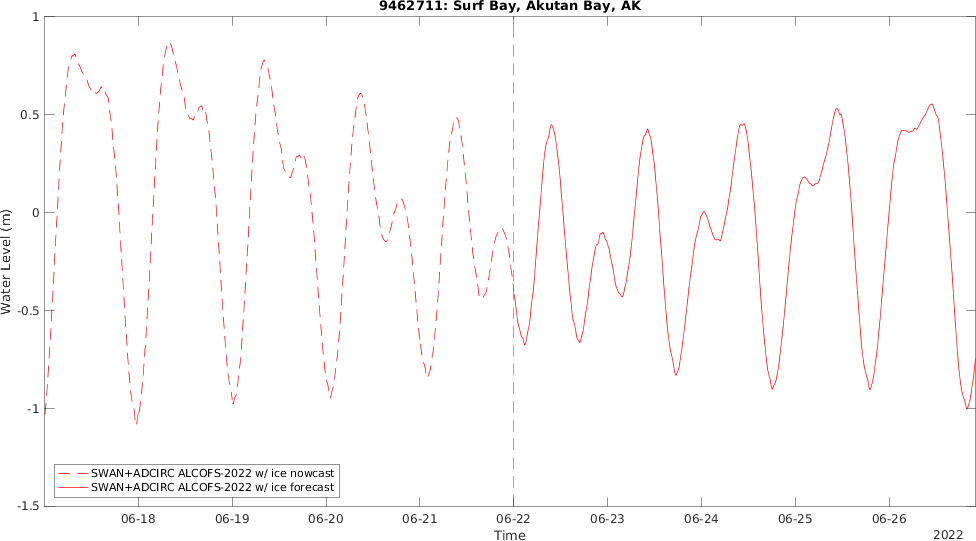 9462711: Surf Bay, Akutan Bay, AK
1
0.5
0
-0.5
-1
-1.5
Water Level (m)
SWAN+ADCIRC ALCOFS-2022 w/ ice nowcast
SWAN+ADCIRC ALCOFS-2022 w/ ice forecast
06-18 06-19 06-20 06-21 06-22 06-23 06-24 06-25 06-26
Time
2022